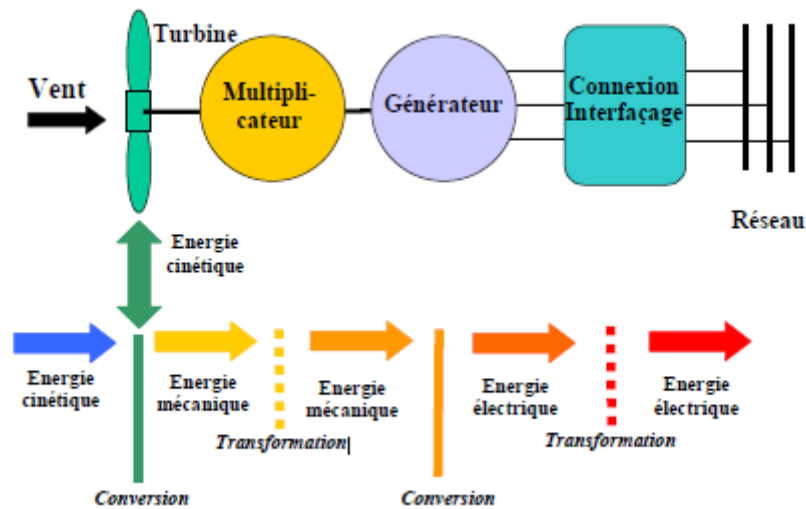 Turbine
Vent
Multipli-
cateur
Générateur
Connexion
Interfaçage
Réseau
Energie
cinétique
Energie
cinétique
Energie
mécanique
Energie
mécanique
Energie
électrique
Energie
électrique
Transformation|
Transformation
Conversion
Conversion